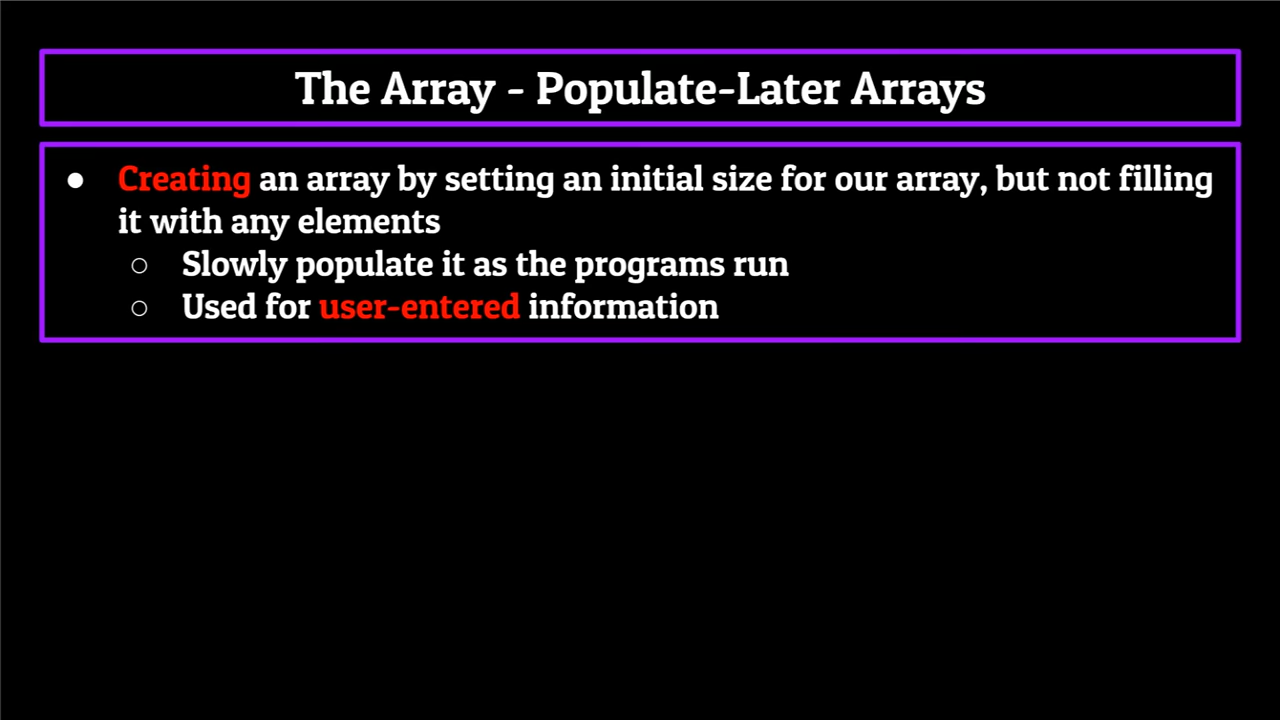 The Array - Populate-Later Arrays
● Creating an array by setting an initial size for our array, but not filling
it with any elements
○ Slowly populate it as the programs run
○ Used for user-entered information